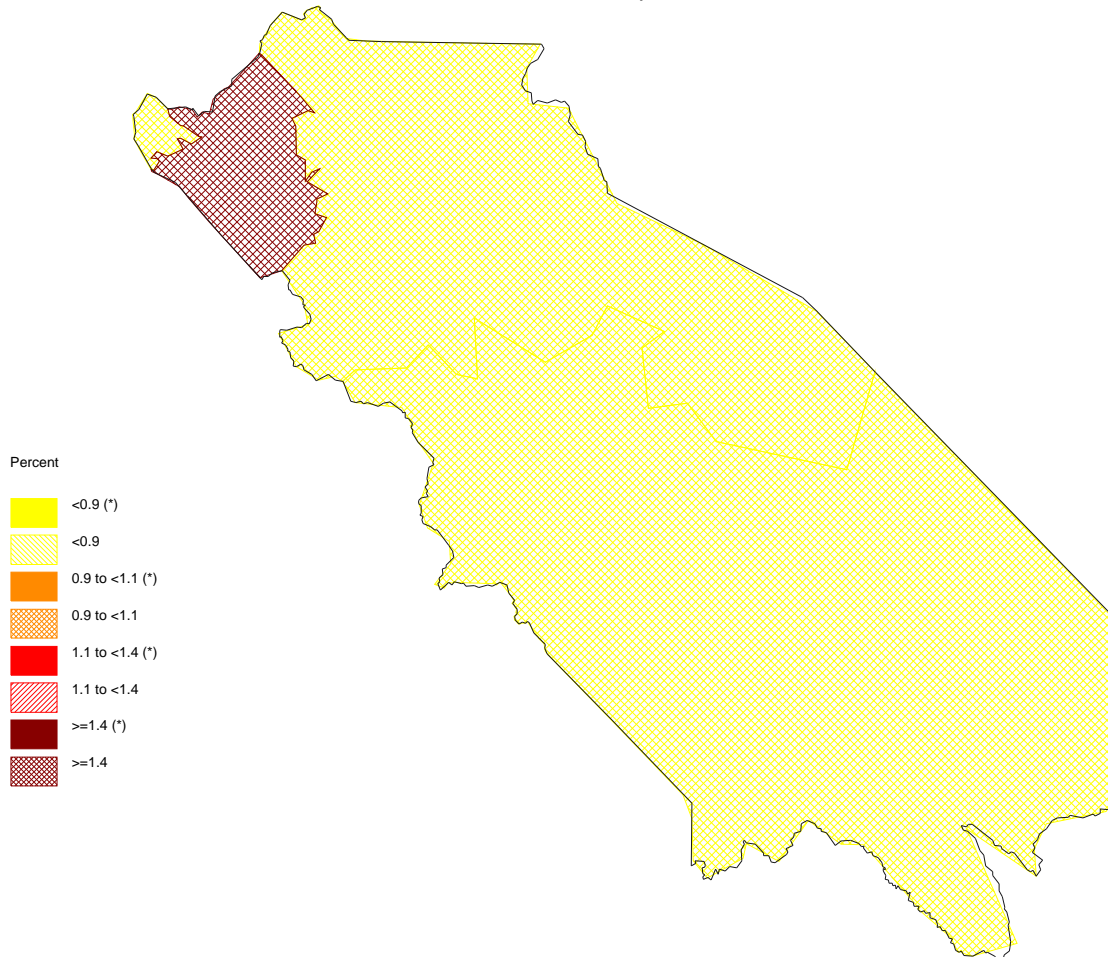 Percent
<0.9 (*)
<0.9
0.9 to <1.1 (*)
0.9 to <1.1
1.1 to <1.4 (*)
1.1 to <1.4
>=1.4 (*)
>=1.4